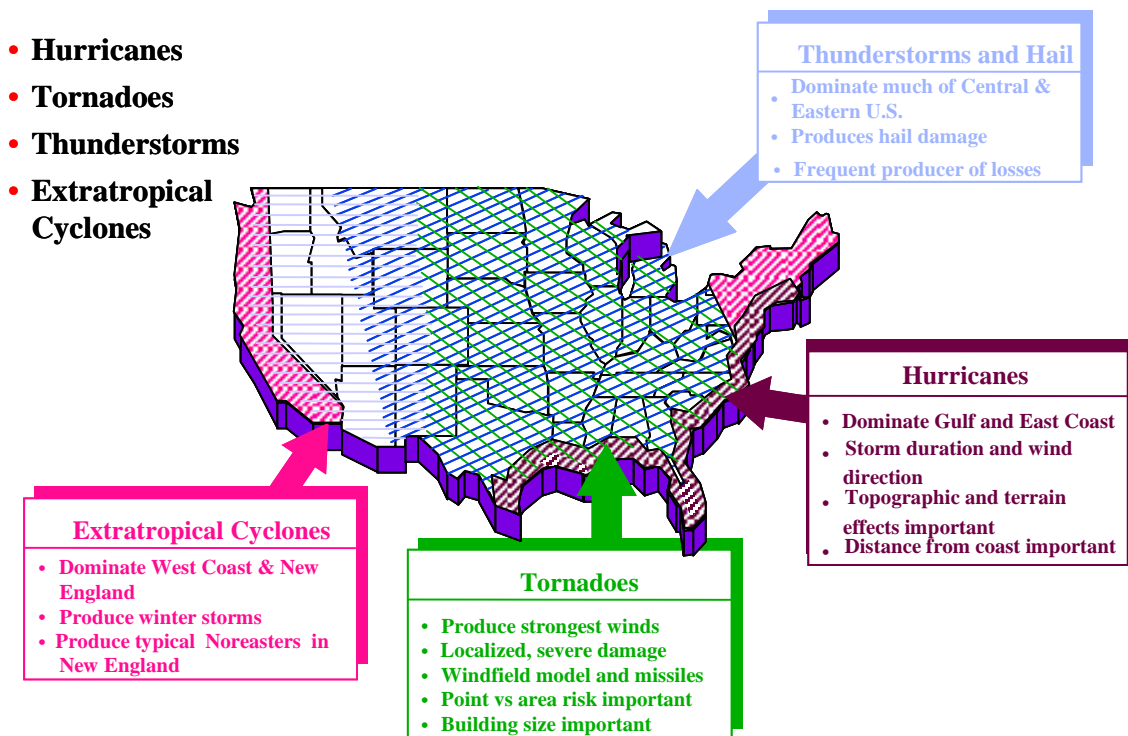 • Hurricanes
• Tornadoes
• Thunderstorms
• Extratropical
Cyclones
Thunderstorms and Hail
• Dominate much of Central &
Eastern U.S.
• Produces hail damage
• Frequent producer of losses
Hurricanes
• Dominate Gulf and East Coast
• Storm duration and wind
direction
• Topographic and terrain
effects important
• Distance from coast important
Extratropical Cyclones
• Dominate West Coast & New
England
• Produce winter storms
• Produce typical Noreasters in
New England
Tornadoes
• Produce strongest winds
• Localized, severe damage
• Windfield model and missiles
• Point vs area risk important
• Building size important